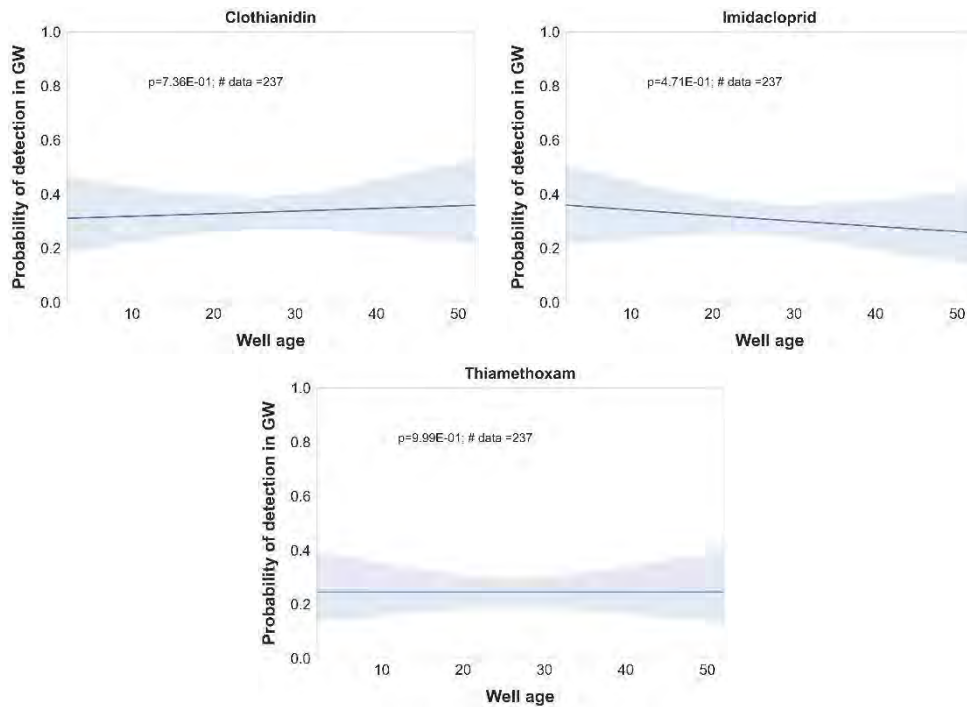 Clothianidin
Probability of detection in GW
1.0
0.8
0.6
0.4
0.2
0.0
p=7.36E-01; # data =237
10 20 30 40 50
Well age
Imidacloprid
Probability of detection in GW
1.0
0.8
0.6
0.4
0.2
0.0
p=4.71E-01; # data =237
10 20 30 40 50
Well age
Thiamethoxam
Probability of detection in GW
1.0
0.8
0.6
0.4
0.2
0.0
p=9.99E-01; # data =237
10 20 30 40 50
Well age